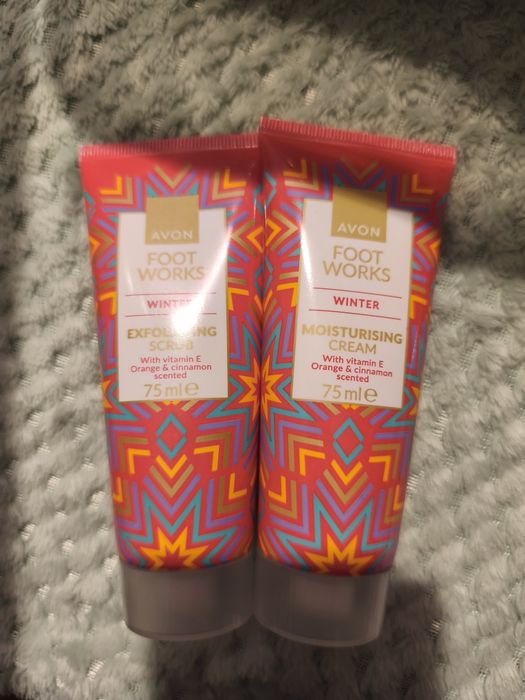 AVON
FOOT
WORKS
WINTER
EXFOLIATING
SCRUB
With vitamin E
Orange & cinnamon
scented
75 ml e
AVON
FOOT
WORKS
WINTER
MOISTURISING
CREAM
With vitamin E
Orange & cinnamon
scented
75 ml e